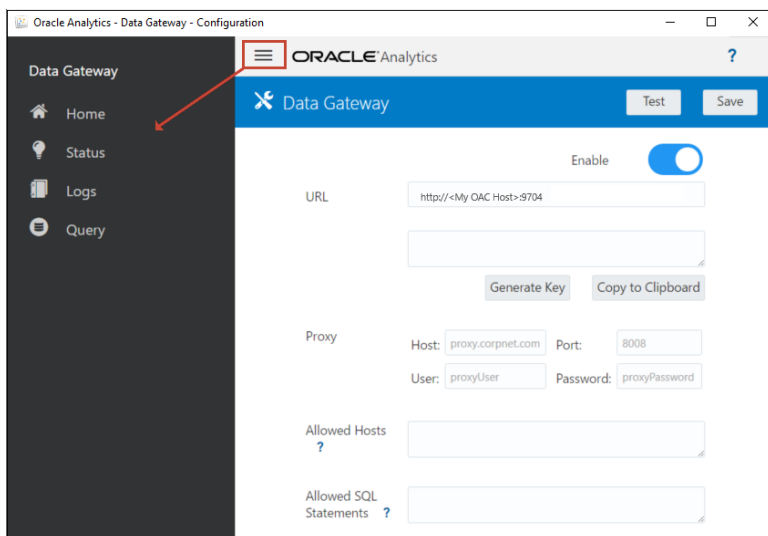 Oracle Analytics - Data Gateway - Configuration
Data Gateway
Home
Status
Logs
Query
ORACLE Analytics
?
Data Gateway
Test
Save
Enable
URL
http://<My OAC Host>:9704
Generate Key
Copy to Clipboard
Proxy
Host: proxy.corpnet.com Port: 8008
User: proxyUser Password: proxyPassword
Allowed Hosts
?
Allowed SQL
Statements ?